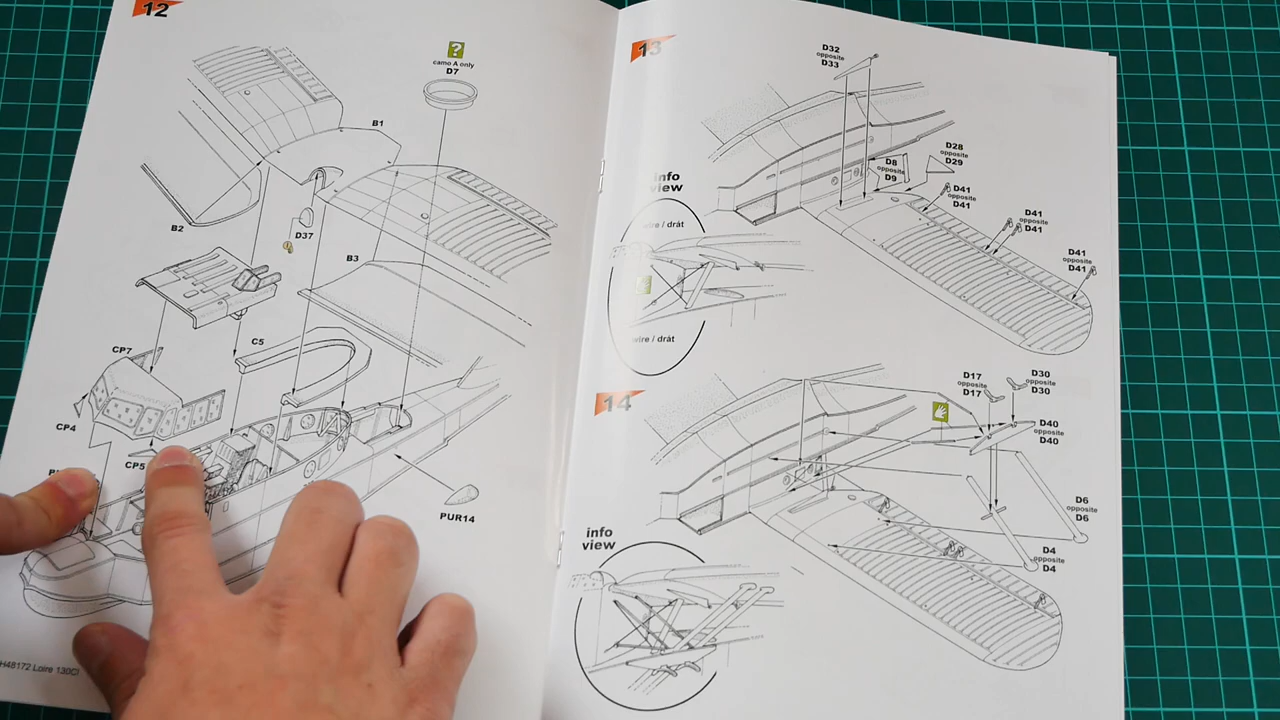 12
?
camo A only
D7
B1
B2
D37
B3
C5
CP7
CP4
CP5
PUR14
H48172 Loire 130Cl
13
D32
opposite
D33
D28
opposite
D29
D8
opposite
D9
info
view
wire / drát
wire / drát
D41
opposite
D41
D41
opposite
D41
D41
opposite
D41
14
D17
opposite
D17
D30
opposite
D30
D40
opposite
D40
D6
opposite
D6
D4
opposite
D4
info
view